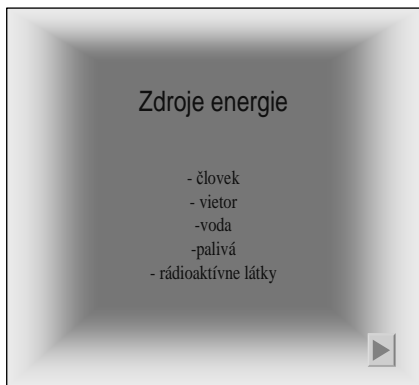 Zdroje energie
- človek
- vietor
-voda
-palivá
- rádioaktívne látky